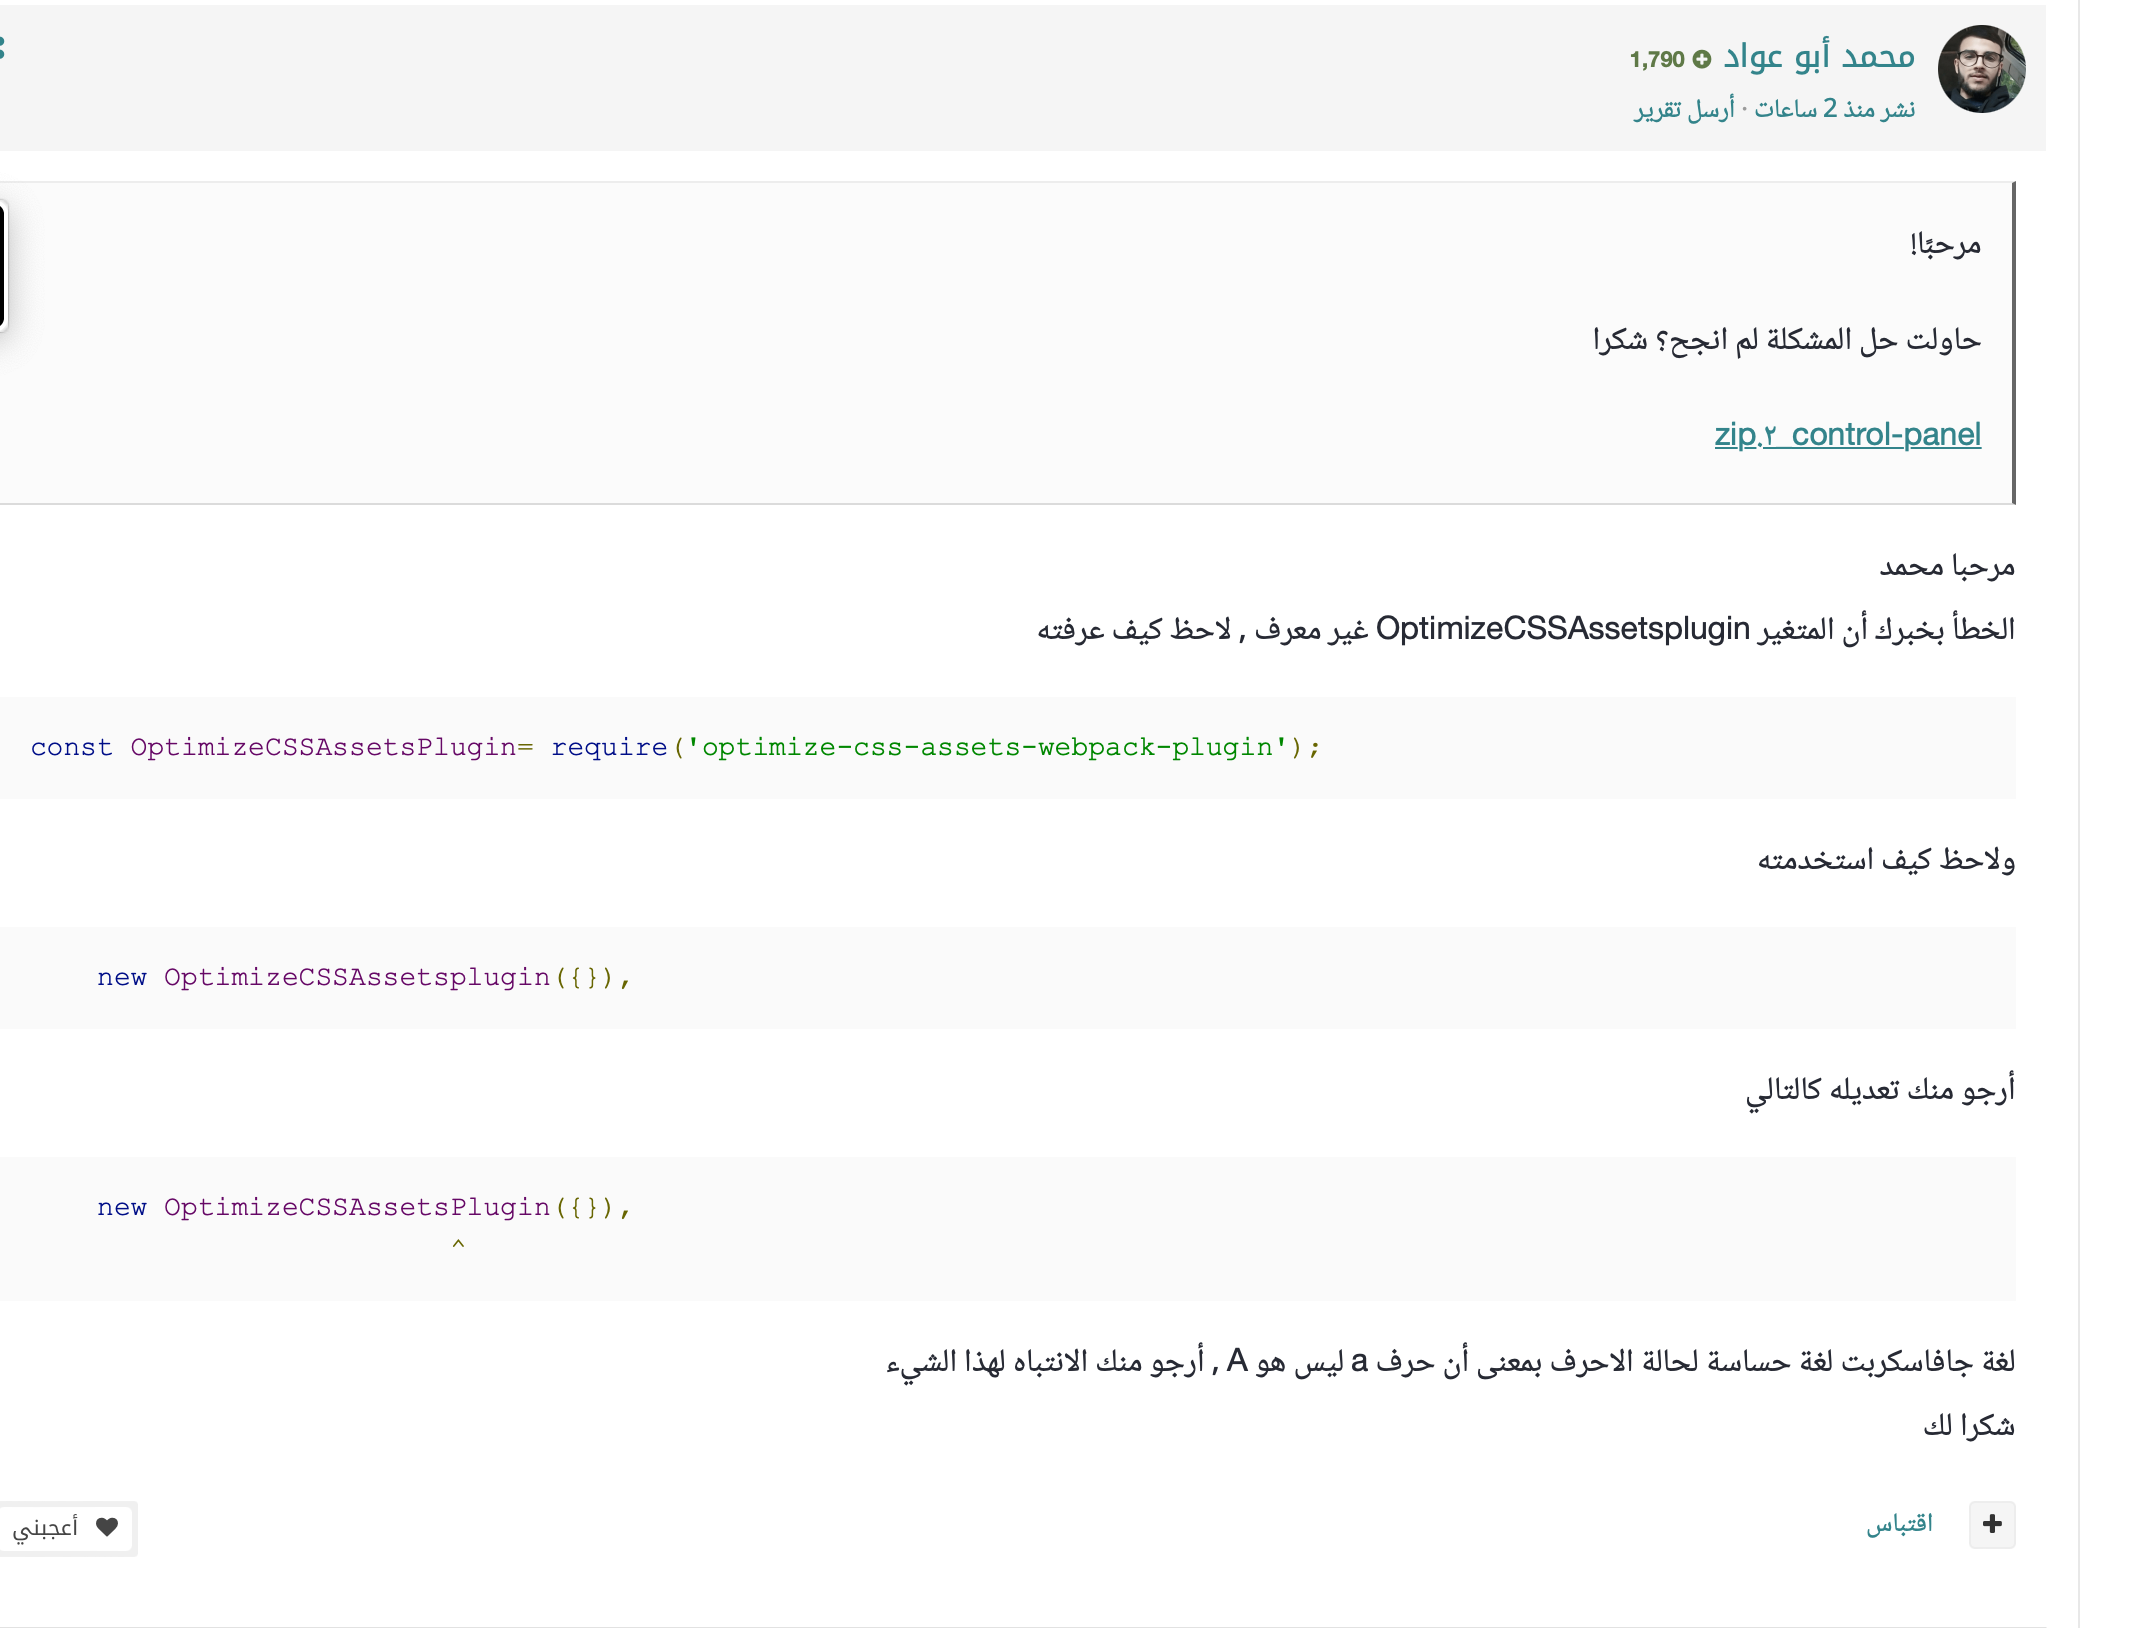 محمد أبو عواد 1,790
نشر منذ 2 ساعات · أرسل تقرير
مرحبًا!
حاولت حل المشكلة لم انجح؟ شكرا
control-panel_٢.zip
مرحبا محمد
الخطأ بخبرك أن المتغير OptimizeCSSAssetsplugin غير معرف , لاحظ كيف عرفته
const OptimizeCSSAssetsPlugin= require('optimize-css-assets-webpack-plugin');
ولاحظ كيف استخدمته
new OptimizeCSSAssetsplugin({}),
أرجو منك تعديله كالتالي
new OptimizeCSSAssetsPlugin({}),
^
لغة جافاسكربت لغة حساسة لحالة الاحرف بمعنى أن حرف a ليس هو A , أرجو منك الانتباه لهذا الشيء
شكرا لك
+ اقتباس
أعجبني